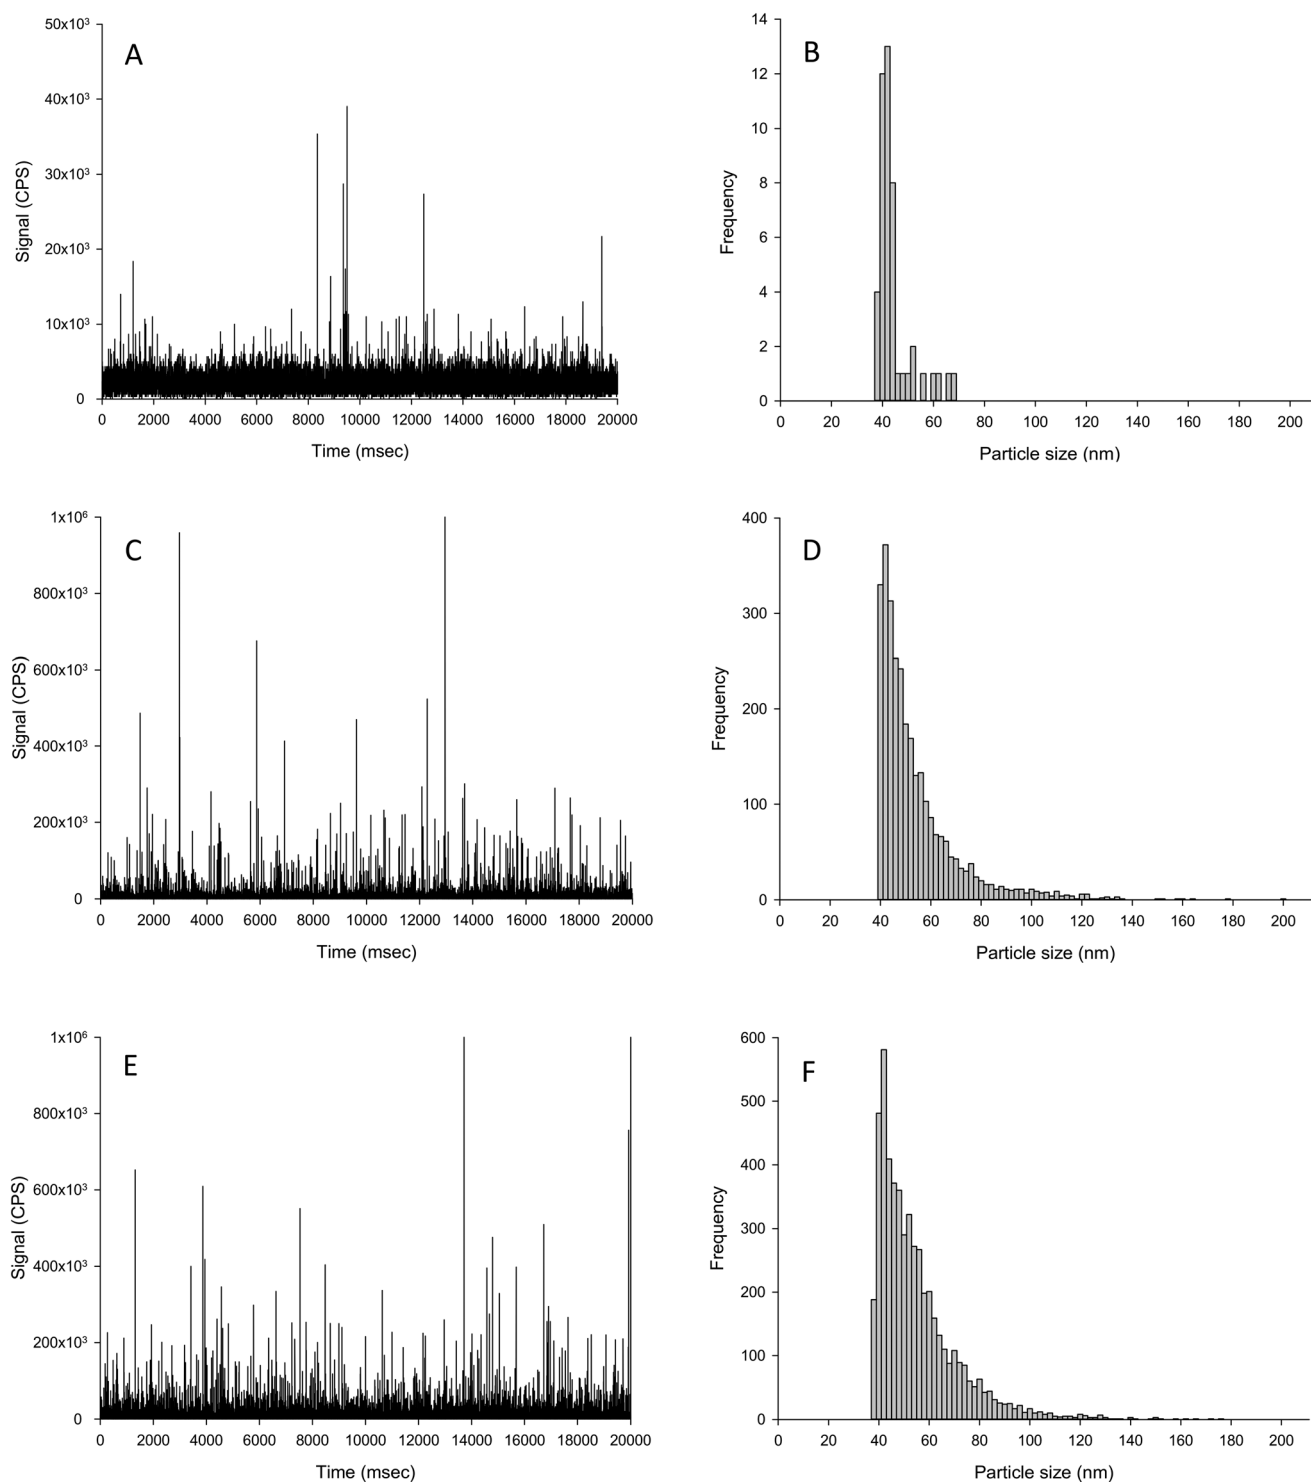 A
Signal (CPS)
50x10³
40x10³
30x10³
20x10³
10x10³
0
0 2000 4000 6000 8000 10000 12000 14000 16000 18000 20000
Time (msec)
B
Frequency
14
12
10
8
6
4
2
0
0 20 40 60 80 100 120 140 160 180 200
Particle size (nm)
C
Signal (CPS)
1x10⁶
800x10³
600x10³
400x10³
200x10³
0
0 2000 4000 6000 8000 10000 12000 14000 16000 18000 20000
Time (msec)
D
Frequency
400
300
200
100
0
0 20 40 60 80 100 120 140 160 180 200
Particle size (nm)
E
Signal (CPS)
1x10⁶
800x10³
600x10³
400x10³
200x10³
0
0 2000 4000 6000 8000 10000 12000 14000 16000 18000 20000
Time (msec)
F
Frequency
600
500
400
300
200
100
0
0 20 40 60 80 100 120 140 160 180 200
Particle size (nm)